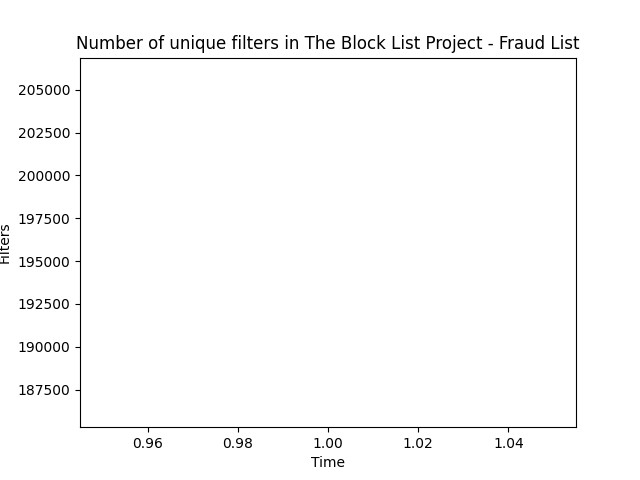 Number of unique filters in The Block List Project - Fraud List
205000
202500
200000
197500
195000
192500
190000
187500
Filters
0.96 0.98 1.00 1.02 1.04
Time